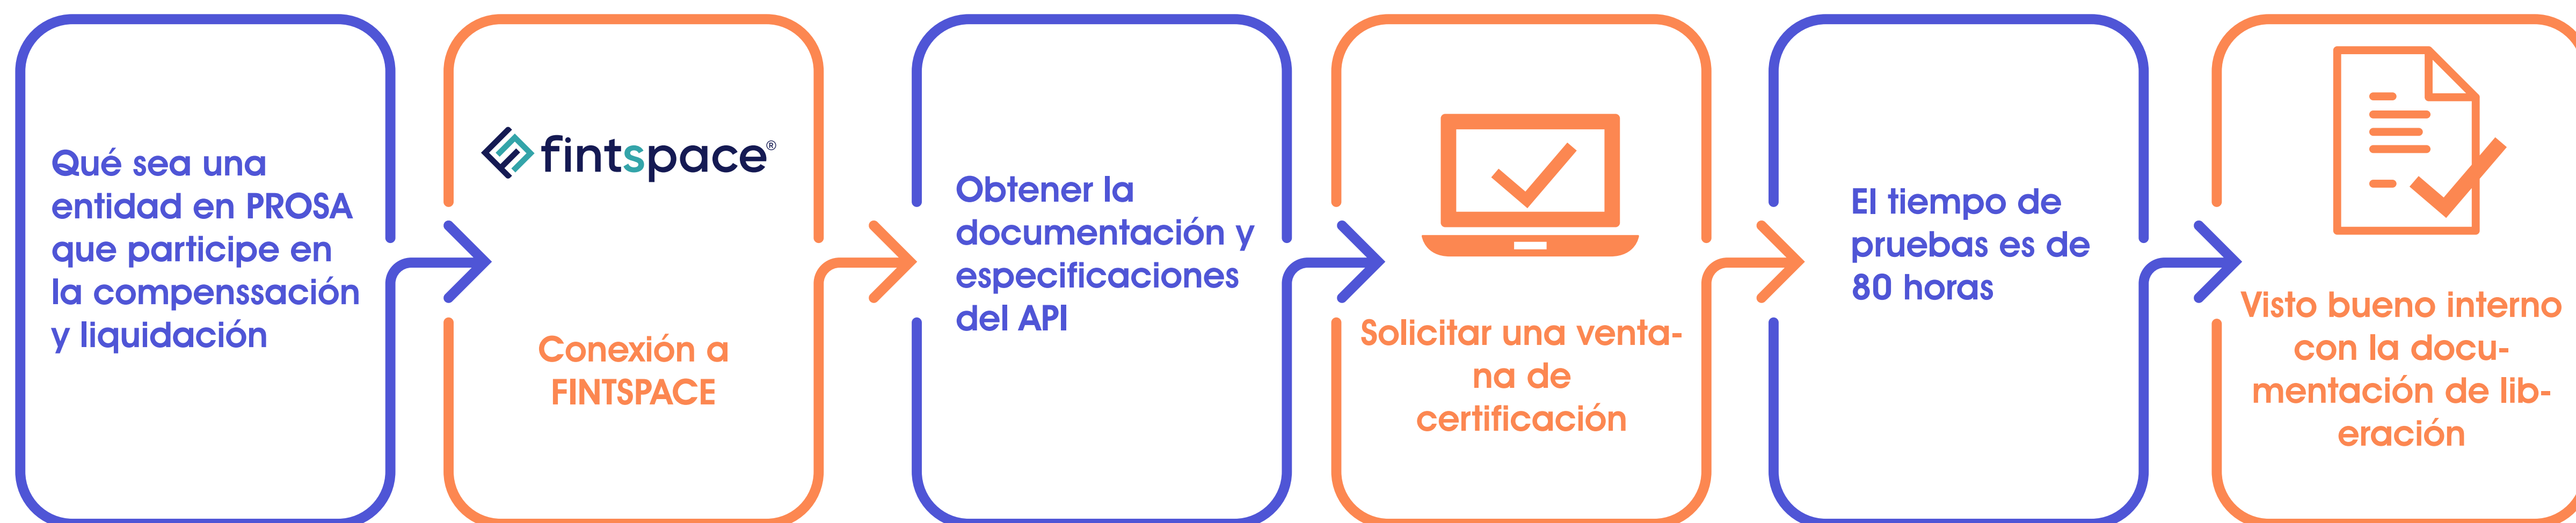 Qué sea una
entidad en PROSA
que participe en
la compenssación
y liquidación
fintspace®
Conexión a
FINTSPACE
Obtener la
documentación y
especificaciones
del API
Solicitar una venta-
na de
certificación
El tiempo de
pruebas es de
80 horas
Visto bueno interno
con la docu-
mentación de lib-
eración